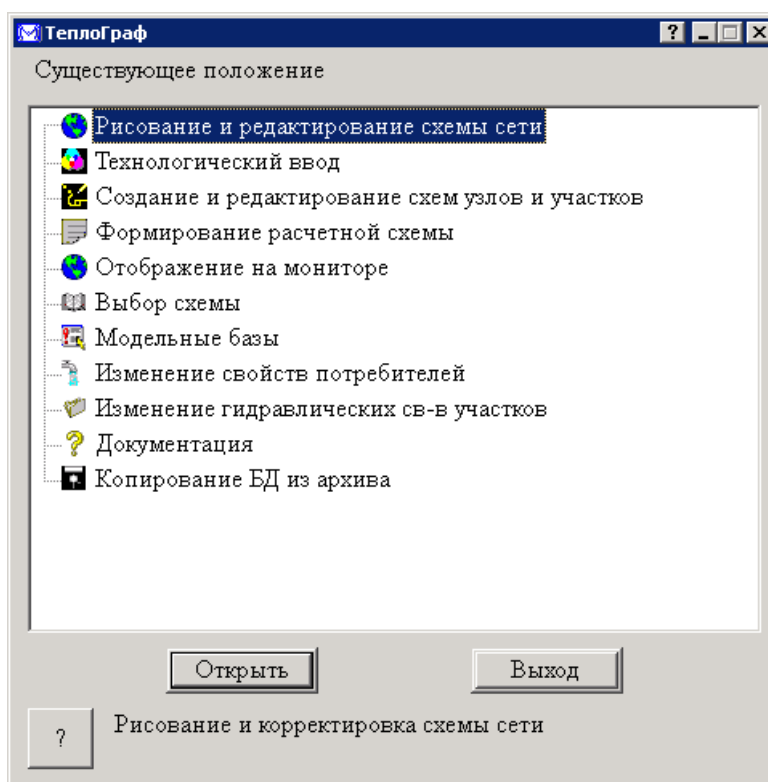 ТеплоГраф
Существующее положение
Рисование и редактирование схемы сети
Технологический ввод
Создание и редактирование схем узлов и участков
Формирование расчетной схемы
Отображение на мониторе
Выбор схемы
Модельные базы
Изменение свойств потребителей
Изменение гидравлических св-в участков
Документация
Копирование БД из архива
Открыть Выход
? Рисование и корректировка схемы сети